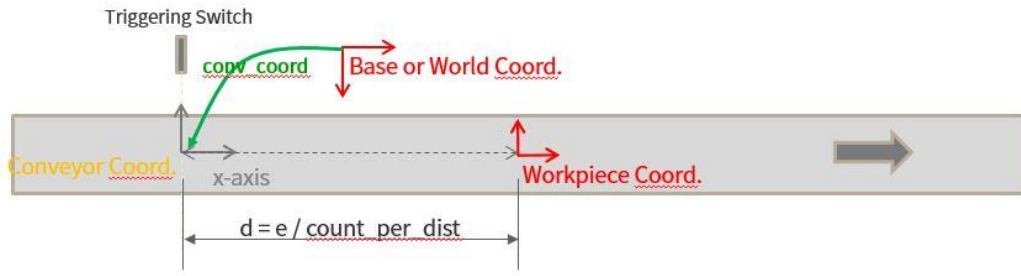 Triggering Switch
conv_coord
Base or World Coord.
Conveyor Coord.
x-axis
Workpiece Coord.
d = e / count_per_dist